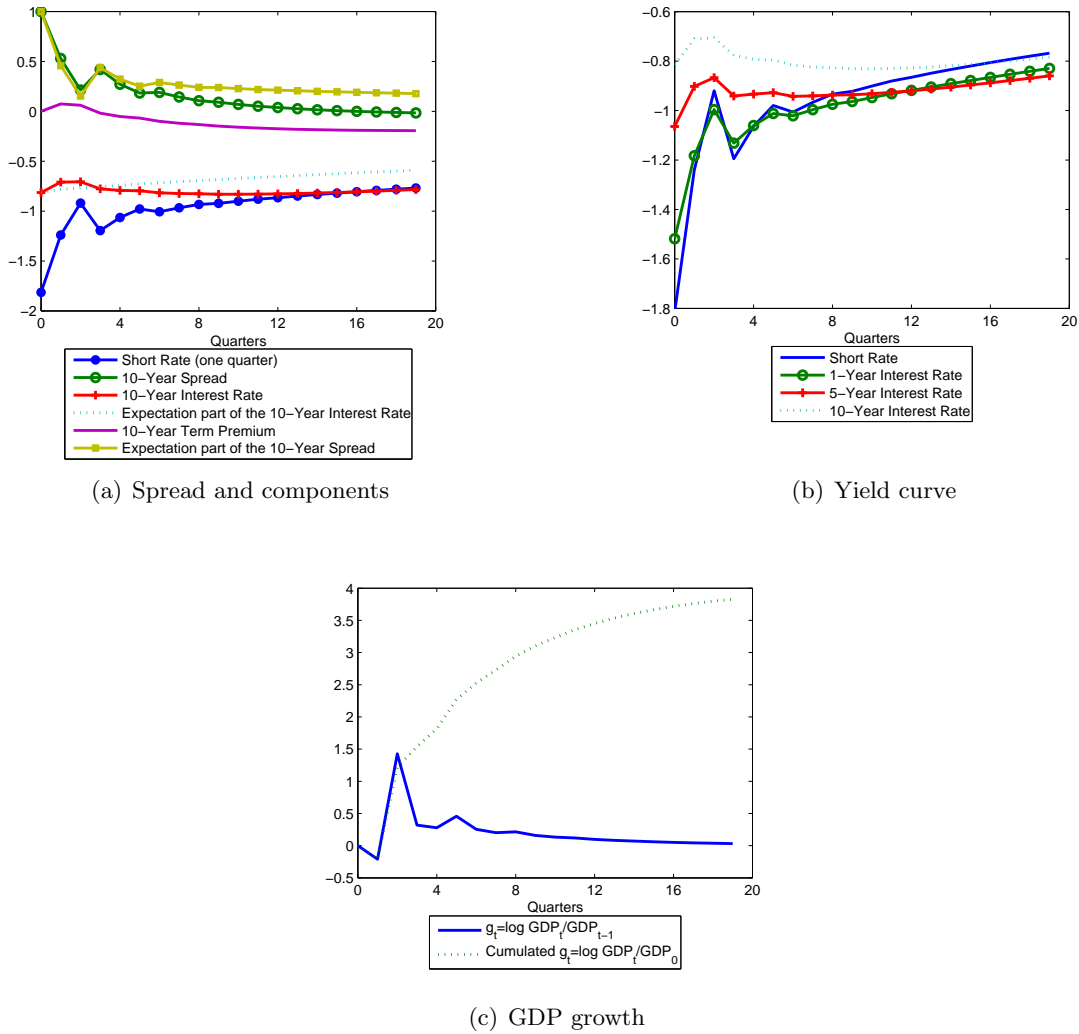 1
0.5
0
−0.5
−1
−1.5
−2
0 4 8 12 16 20
Quarters
Short Rate (one quarter)
10−Year Spread
10−Year Interest Rate
Expectation part of the 10−Year Interest Rate
10−Year Term Premium
Expectation part of the 10−Year Spread
(a) Spread and components
−0.6
−0.8
−1
−1.2
−1.4
−1.6
−1.8
0 4 8 12 16 20
Quarters
Short Rate
1−Year Interest Rate
5−Year Interest Rate
10−Year Interest Rate
(b) Yield curve
4
3.5
3
2.5
2
1.5
1
0.5
0
−0.5
0 4 8 12 16 20
Quarters
g_t=log GDP_t/GDP_{t−1}
Cumulated g_t=log GDP_t/GDP_0
(c) GDP growth